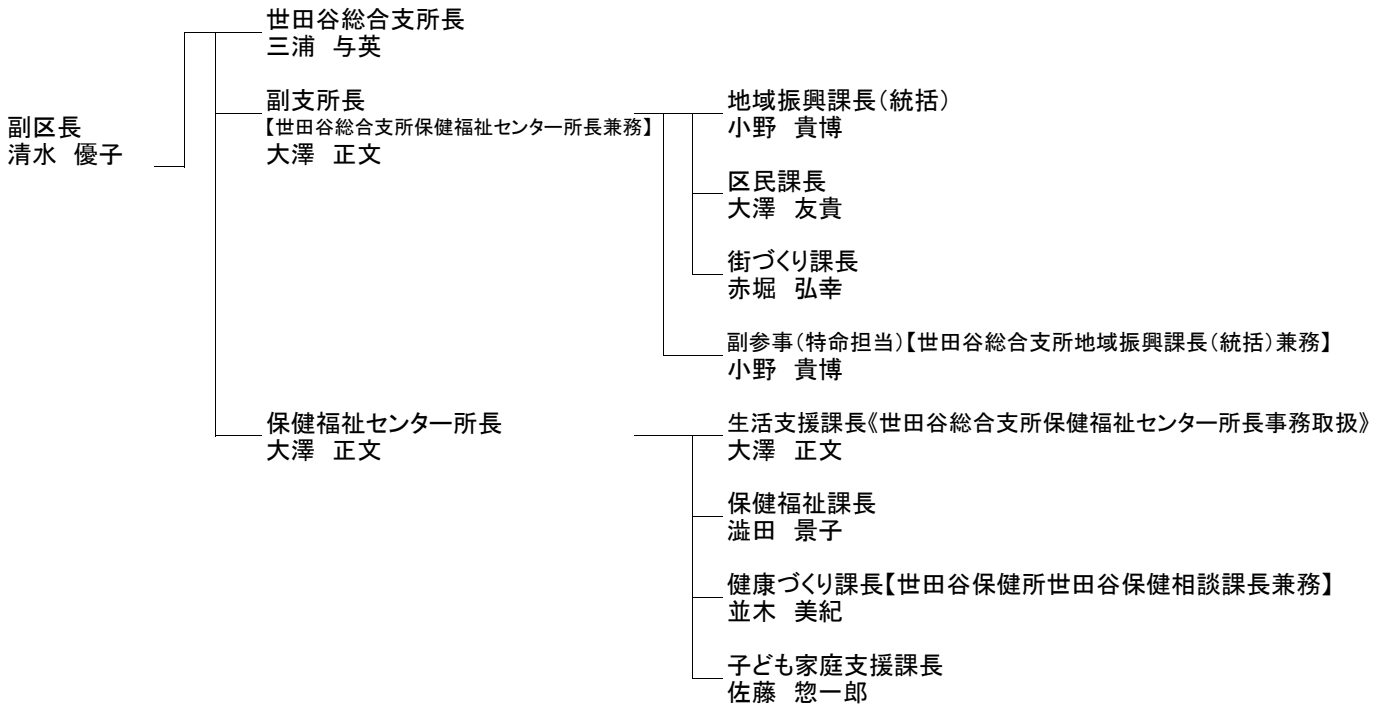 世田谷総合支所長
三浦　与英
副区長
清水　優子
副支所長
【世田谷総合支所保健福祉センター所長兼務】
大澤　正文
地域振興課長(統括)
小野　貴博
区民課長
大澤　友貴
街づくり課長
赤堀　弘幸
副参事(特命担当)【世田谷総合支所地域振興課長(統括)兼務】
小野　貴博
保健福祉センター所長
大澤　正文
生活支援課長《世田谷総合支所保健福祉センター所長事務取扱》
大澤　正文
保健福祉課長
澁田　景子
健康づくり課長【世田谷保健所世田谷保健相談課長兼務】
並木　美紀
子ども家庭支援課長
佐藤　惣一郎